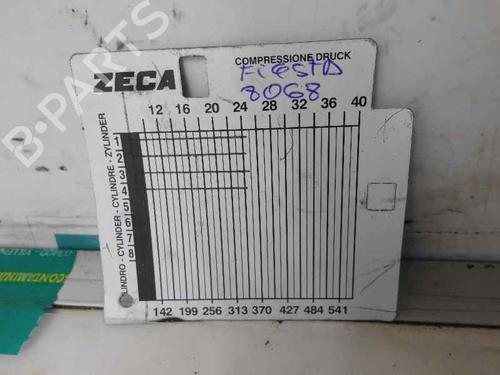 ZECA
COMPRESSIONE DRUCK
FIESTA
8068
12 16 20 24 28 32 36 40
CILINDRO - CYLINDER - CYLINDRE - ZYLINDER
1
2
3
4
5
6
7
8
142 199 256 313 370 427 484 541
B-PARTS